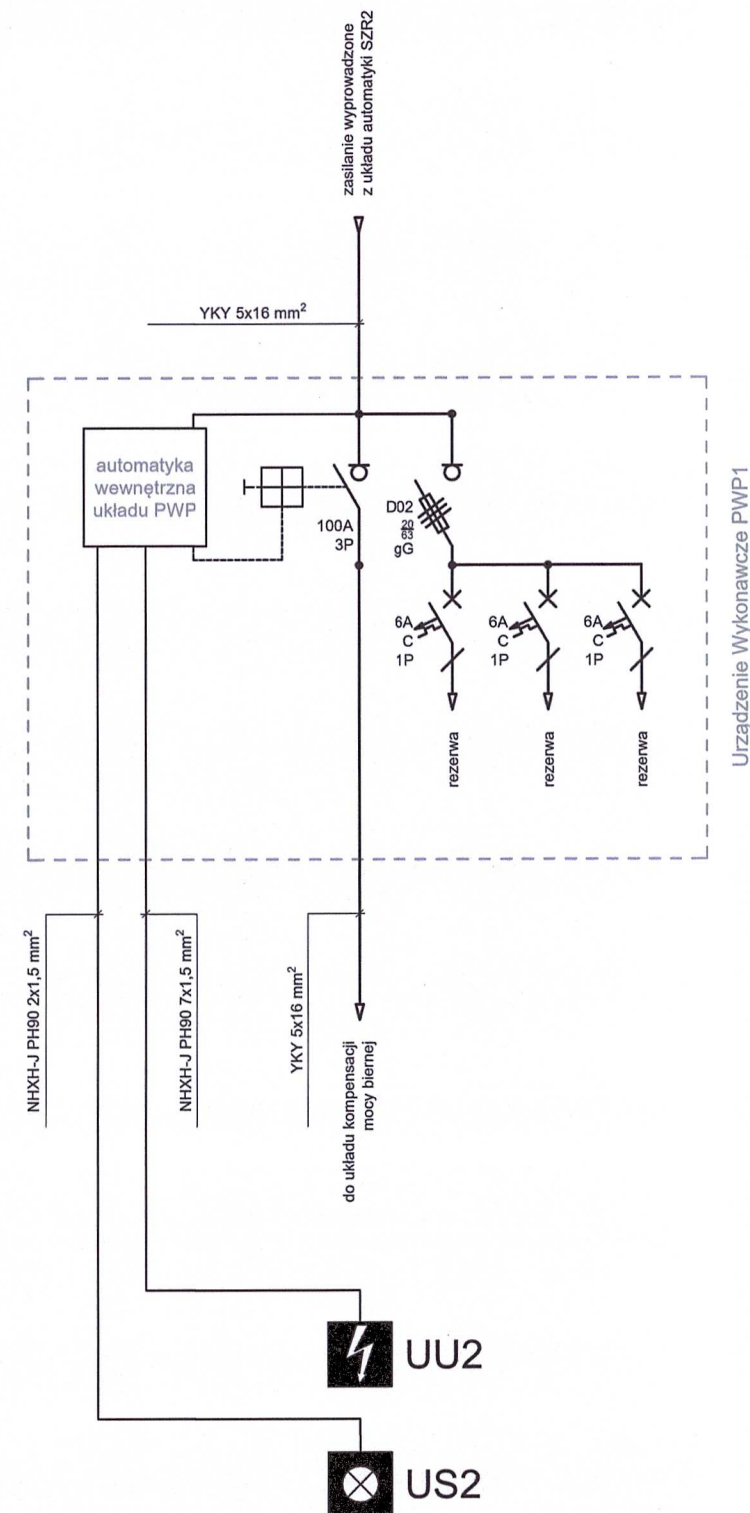 zasilanie wyprowadzone
z układu automatyki SZR2
YKY 5x16 mm²
automatyka
wewnętrzna
układu PWP
100A
3P
D02
20
63
gG
6A
C
1P
6A
C
1P
6A
C
1P
rezerwa
rezerwa
rezerwa
Urządzenie Wykonawcze PWP1
NHXH-J PH90 2x1,5 mm²
NHXH-J PH90 7x1,5 mm²
YKY 5x16 mm²
do układu kompensacji
mocy biernej
UU2
US2